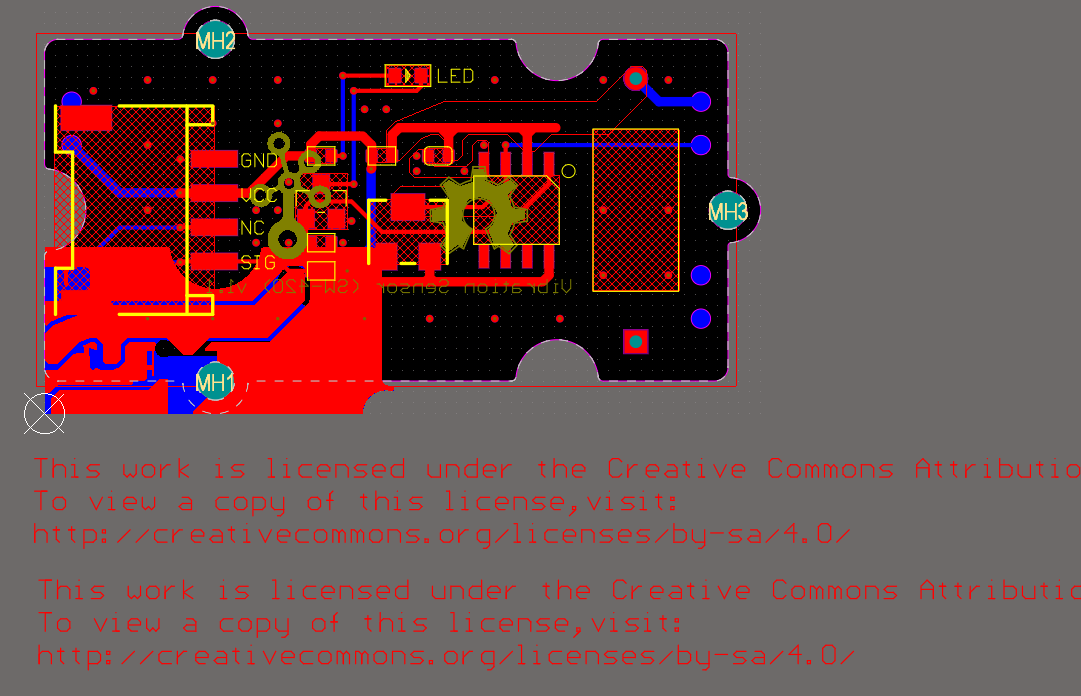 MH2
LED
GND
VCC
NC
SIG
MH3
Vibration Sensor (SW-420) v1.1
MH1
This work is licensed under the Creative Commons Attributio
To view a copy of this license,visit:
http://creativecommons.org/licenses/by-sa/4.0/
This work is licensed under the Creative Commons Attributio
To view a copy of this license,visit:
http://creativecommons.org/licenses/by-sa/4.0/